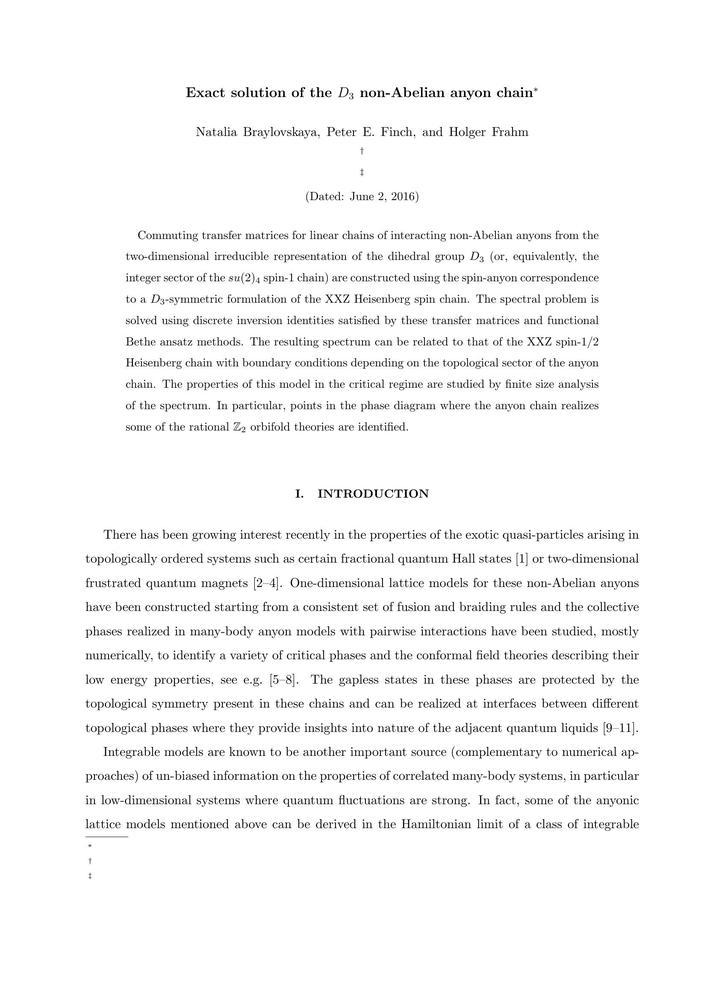 Exact solution of the D3 non-Abelian anyon chain*
Natalia Braylovskaya, Peter E. Finch, and Holger Frahm
†
‡
(Dated: June 2, 2016)
Commuting transfer matrices for linear chains of interacting non-Abelian anyons from the
two-dimensional irreducible representation of the dihedral group D3 (or, equivalently, the
integer sector of the su(2)4 spin-1 chain) are constructed using the spin-anyon correspondence
to a D3-symmetric formulation of the XXZ Heisenberg spin chain. The spectral problem is
solved using discrete inversion identities satisfied by these transfer matrices and functional
Bethe ansatz methods. The resulting spectrum can be related to that of the XXZ spin-1/2
Heisenberg chain with boundary conditions depending on the topological sector of the anyon
chain. The properties of this model in the critical regime are studied by finite size analysis
of the spectrum. In particular, points in the phase diagram where the anyon chain realizes
some of the rational ℤ2 orbifold theories are identified.
I. INTRODUCTION
There has been growing interest recently in the properties of the exotic quasi-particles arising in
topologically ordered systems such as certain fractional quantum Hall states [1] or two-dimensional
frustrated quantum magnets [2–4]. One-dimensional lattice models for these non-Abelian anyons
have been constructed starting from a consistent set of fusion and braiding rules and the collective
phases realized in many-body anyon models with pairwise interactions have been studied, mostly
numerically, to identify a variety of critical phases and the conformal field theories describing their
low energy properties, see e.g. [5–8]. The gapless states in these phases are protected by the
topological symmetry present in these chains and can be realized at interfaces between different
topological phases where they provide insights into nature of the adjacent quantum liquids [9–11].
Integrable models are known to be another important source (complementary to numerical ap-
proaches) of un-biased information on the properties of correlated many-body systems, in particular
in low-dimensional systems where quantum fluctuations are strong. In fact, some of the anyonic
lattice models mentioned above can be derived in the Hamiltonian limit of a class of integrable
*
†
‡